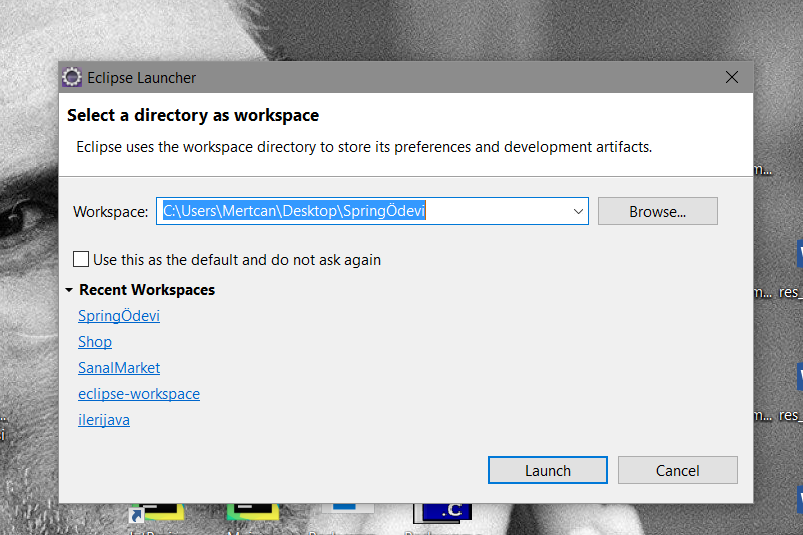 Eclipse Launcher
Select a directory as workspace
Eclipse uses the workspace directory to store its preferences and development artifacts.
Workspace: C:\Users\Mertcan\Desktop\SpringÖdevi Browse...
Use this as the default and do not ask again
Recent Workspaces
SpringÖdevi
Shop
SanalMarket
eclipse-workspace
ilerijava
Launch Cancel
m...
m... res_
m... res_
.C